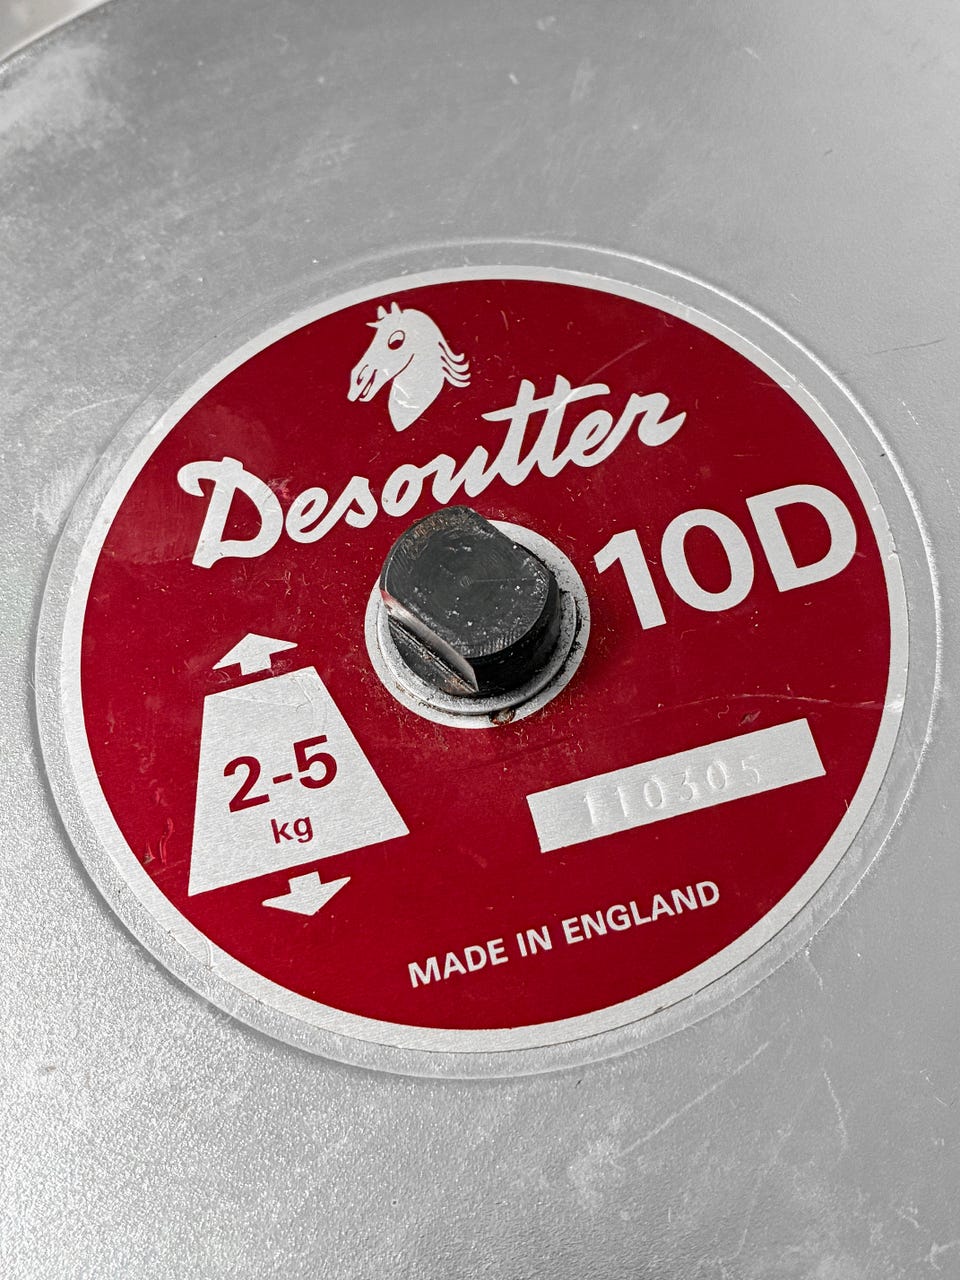 Desoutter
10D
2-5
kg
110305
MADE IN ENGLAND